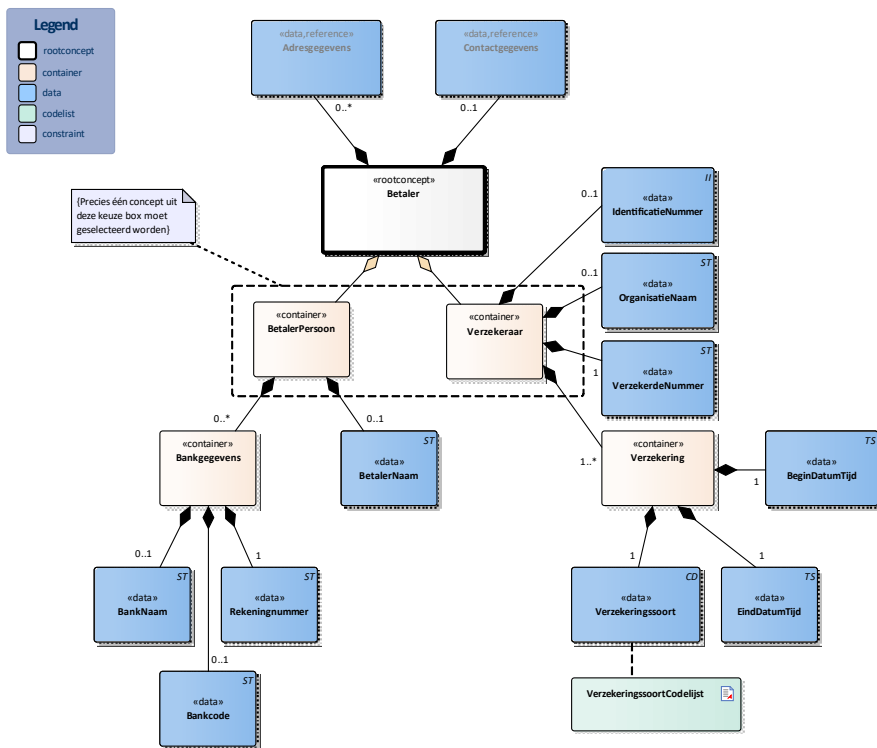 Legend
rootconcept
container
data
codelist
constraint
«data,reference»
Adresgegevens
«data,reference»
Contactgegevens
0..*
0..1
«rootconcept»
Betaler
{Precies één concept uit
deze keuze box moet
geselecteerd worden}
II
«data»
IdentificatieNummer
0..1
ST
«data»
OrganisatieNaam
0..1
«container»
BetalerPersoon
«container»
Verzekeraar
ST
«data»
VerzekerdeNummer
1
0..*
0..1
1..*
«container»
Bankgegevens
ST
«data»
BetalerNaam
«container»
Verzekering
TS
«data»
BeginDatumTijd
1
0..1
1
1
1
ST
«data»
BankNaam
ST
«data»
Rekeningnummer
CD
«data»
Verzekeringssoort
TS
«data»
EindDatumTijd
0..1
ST
«data»
Bankcode
VerzekeringssoortCodelijst